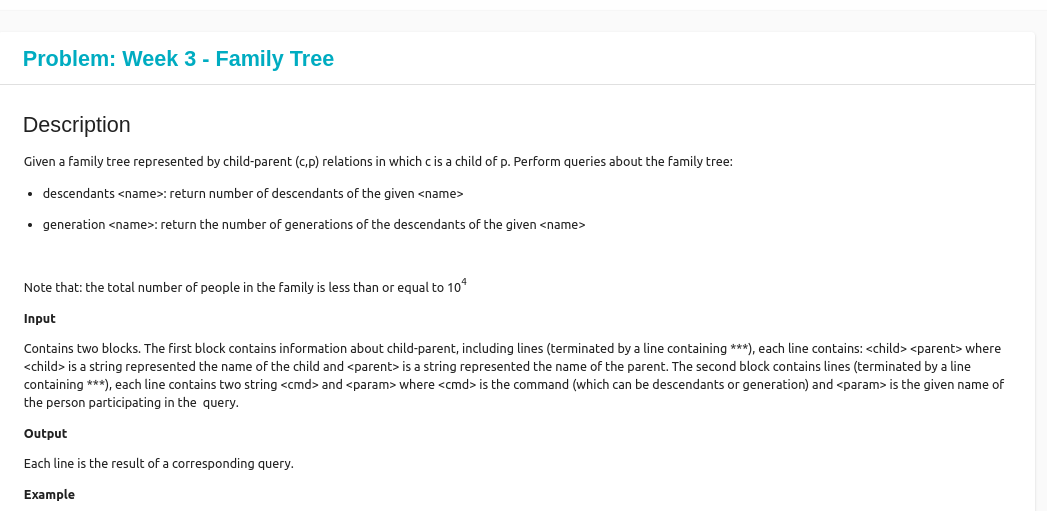 Problem: Week 3 - Family Tree
Description
Given a family tree represented by child-parent (c,p) relations in which c is a child of p. Perform queries about the family tree:
• descendants <name>: return number of descendants of the given <name>
• generation <name>: return the number of generations of the descendants of the given <name>
Note that: the total number of people in the family is less than or equal to 10⁴
Input
Contains two blocks. The first block contains information about child-parent, including lines (terminated by a line containing ***), each line contains: <child> <parent> where
<child> is a string represented the name of the child and <parent> is a string represented the name of the parent. The second block contains lines (terminated by a line
containing ***), each line contains two string <cmd> and <param> where <cmd> is the command (which can be descendants or generation) and <param> is the given name of
the person participating in the  query.
Output
Each line is the result of a corresponding query.
Example